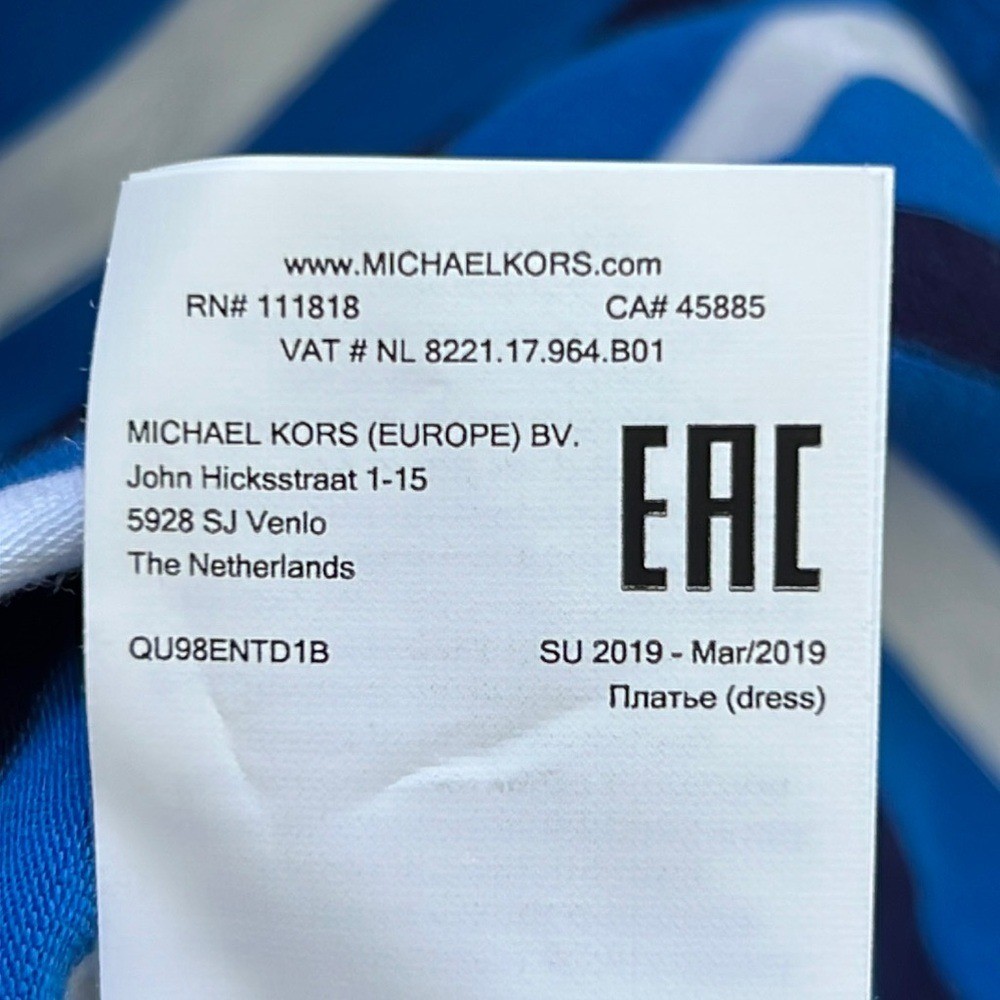 www.MICHAELKORS.com
RN# 111818 CA# 45885
VAT # NL 8221.17.964.B01
MICHAEL KORS (EUROPE) BV.
John Hicksstraat 1-15
5928 SJ Venlo
The Netherlands
EAC
QU98ENTD1B SU 2019 - Mar/2019
Платье (dress)